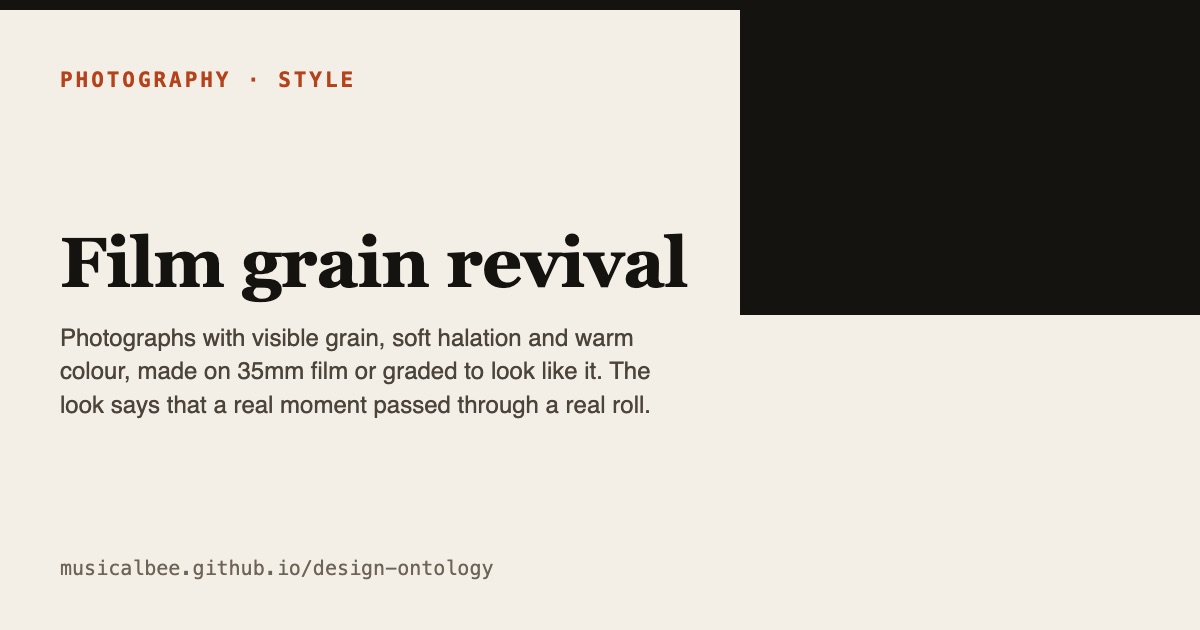 PHOTOGRAPHY · STYLE
Film grain revival
Photographs with visible grain, soft halation and warm
colour, made on 35mm film or graded to look like it. The
look says that a real moment passed through a real roll.
musicalbee.github.io/design-ontology